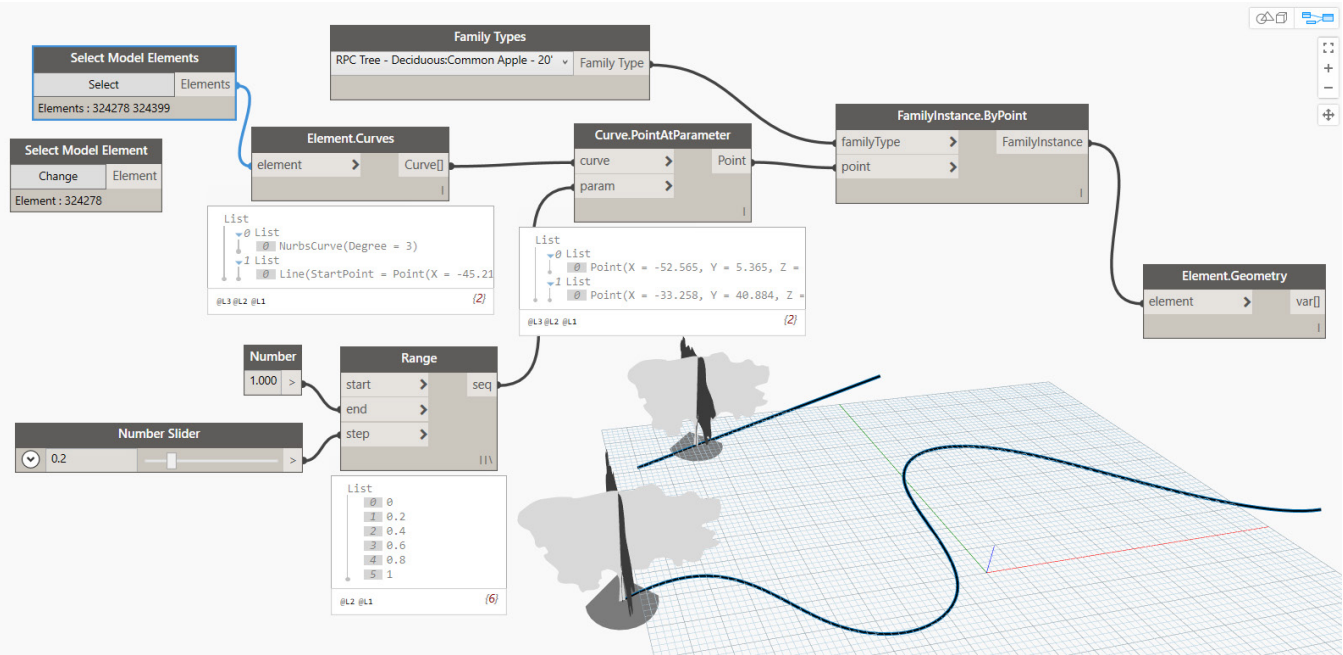 Select Model Elements
Select Elements
Elements : 324278 324399
Select Model Element
Change Element
Element : 324278
Family Types
RPC Tree - Deciduous:Common Apple - 20' Family Type
Element.Curves
element > Curve[]
|
List
0 List
0 NurbsCurve(Degree = 3)
1 List
0 Line(StartPoint = Point(X = -45.21
@L3 @L2 @L1 {2}
Curve.PointAtParameter
curve > Point
param >
|
List
0 List
0 Point(X = -52.565, Y = 5.365, Z =
1 List
0 Point(X = -33.258, Y = 40.884, Z =
@L3 @L2 @L1 {2}
FamilyInstance.ByPoint
familyType > FamilyInstance
point >
|
Element.Geometry
element > var[]
|
Number
1.000 >
Number Slider
0.2 >
Range
start > seq
end >
step >
||\
List
0 0
1 0.2
2 0.4
3 0.6
4 0.8
5 1
@L2 @L1 {6}